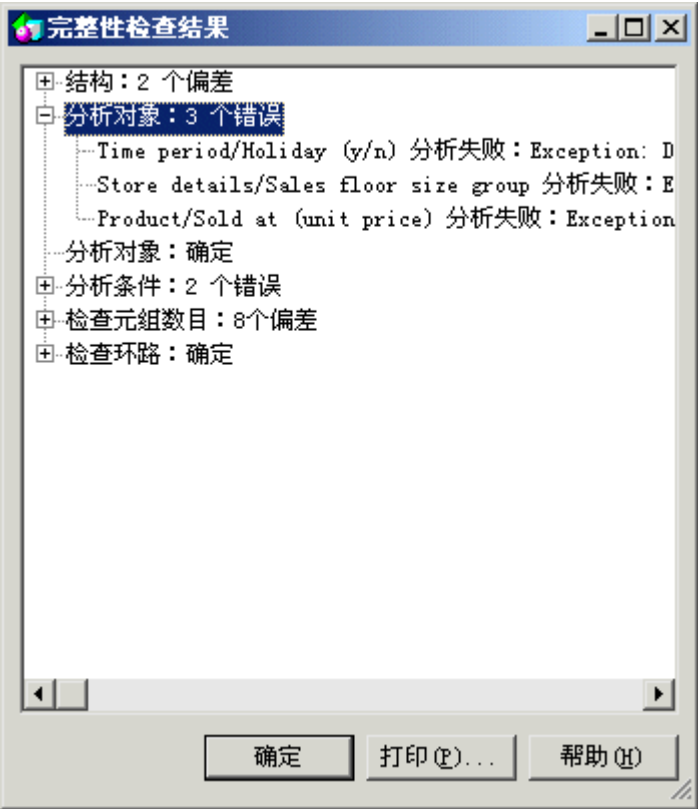 完整性检查结果
结构：2 个偏差
分析对象：3 个错误
Time period/Holiday (y/n) 分析失败：Exception: D
Store details/Sales floor size group 分析失败：E
Product/Sold at (unit price) 分析失败：Exception
分析对象：确定
分析条件：2 个错误
检查元组数目：8个偏差
检查环路：确定
确定 打印(P)... 帮助(H)